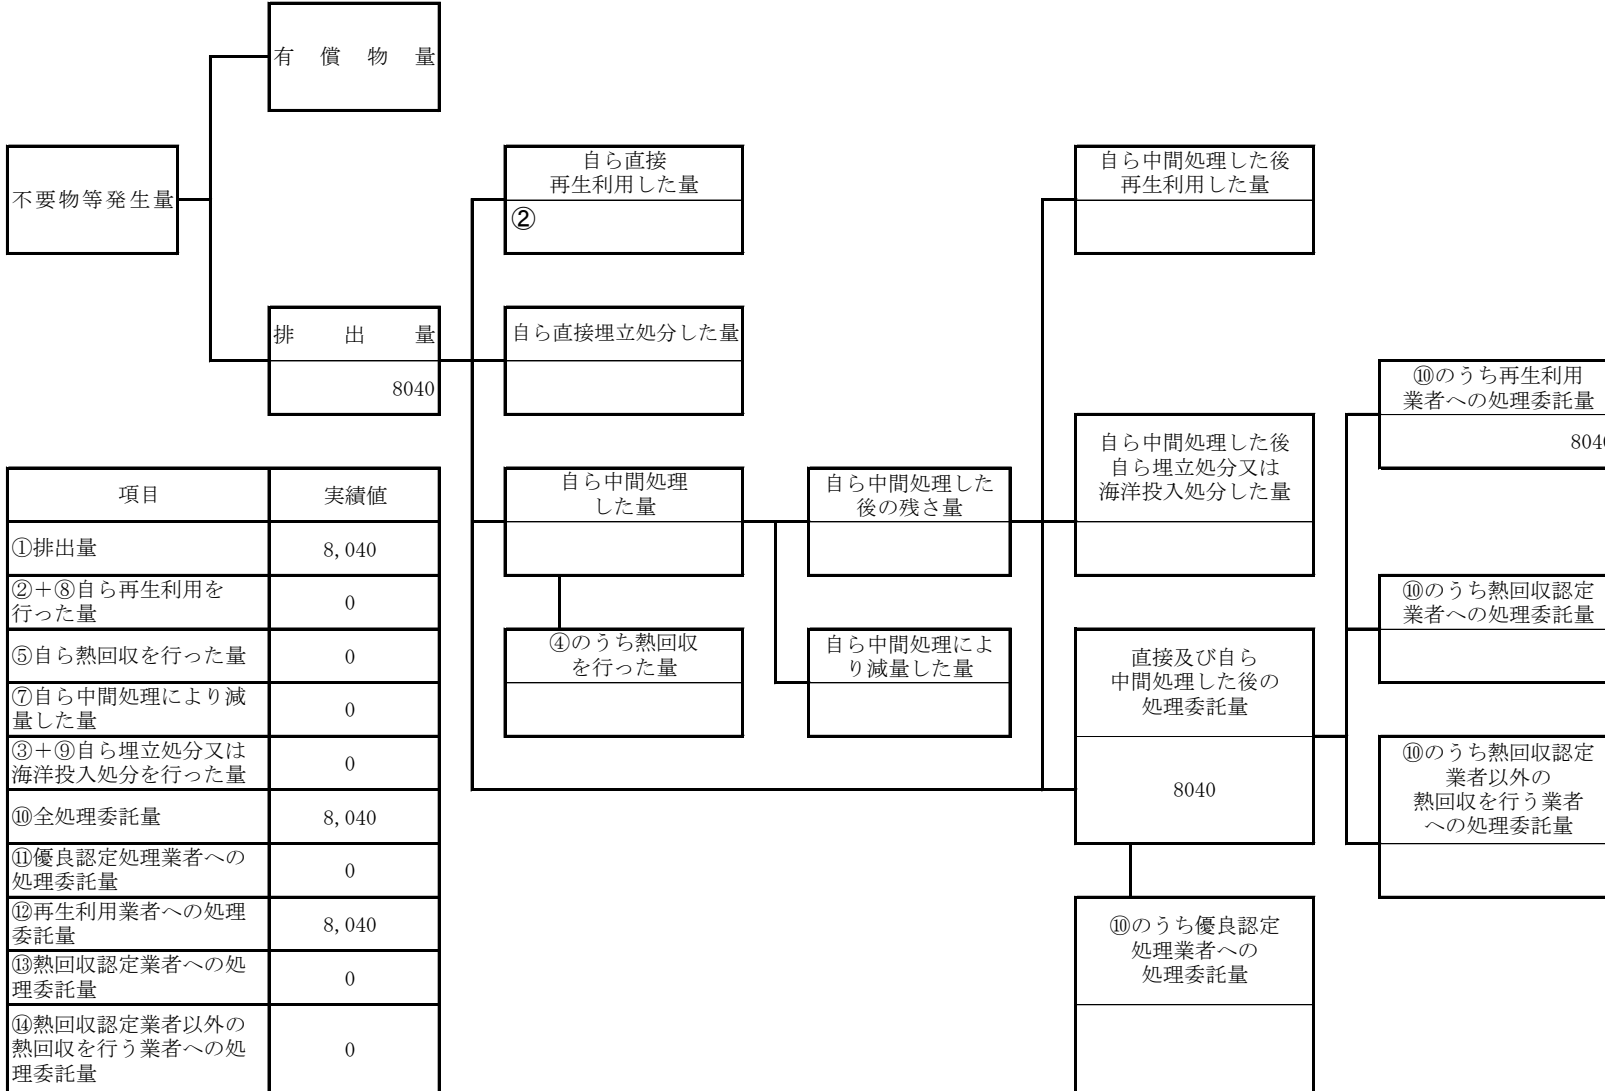 有償物量
不要物等発生量
自ら直接
再生利用した量
②
自ら中間処理した後
再生利用した量
排出量
8040
自ら直接埋立処分した量
⑩のうち再生利用
業者への処理委託量
804
自ら中間処理した後
自ら埋立処分又は
海洋投入処分した量
自ら中間処理
した量
自ら中間処理した
後の残さ量
⑩のうち熱回収認定
業者への処理委託量
④のうち熱回収
を行った量
自ら中間処理によ
り減量した量
直接及び自ら
中間処理した後の
処理委託量
8040
⑩のうち熱回収認定
業者以外の
熱回収を行う業者
への処理委託量
⑩のうち優良認定
処理業者への
処理委託量
項目 実績値
①排出量 8,040
②+⑧自ら再生利用を
行った量 0
⑤自ら熱回収を行った量 0
⑦自ら中間処理により減
量した量 0
③+⑨自ら埋立処分又は
海洋投入処分を行った量 0
⑩全処理委託量 8,040
⑪優良認定処理業者への
処理委託量 0
⑫再生利用業者への処理
委託量 8,040
⑬熱回収認定業者への処
理委託量 0
⑭熱回収認定業者以外の
熱回収を行う業者への処
理委託量 0